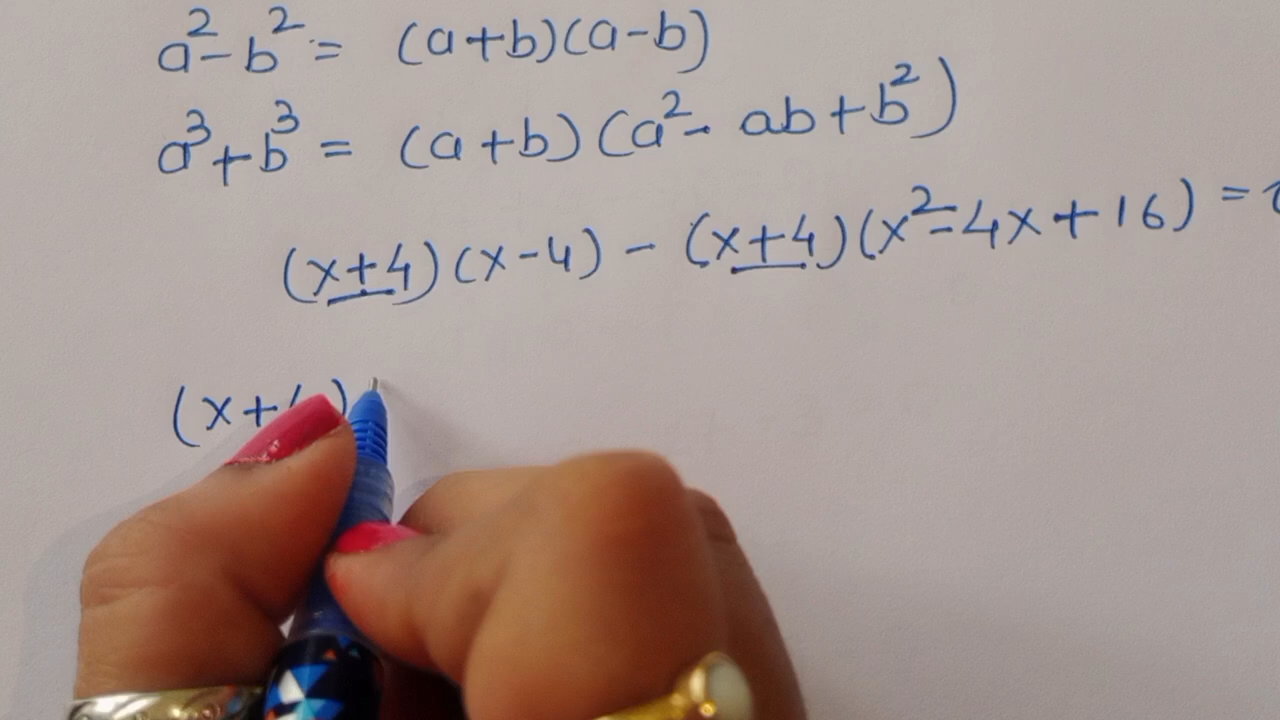 a²-b² = (a+b)(a-b)
a³+b³ = (a+b)(a²- ab+b²)
(x+4)(x-4) - (x+4)(x²-4x+16) =
(x+